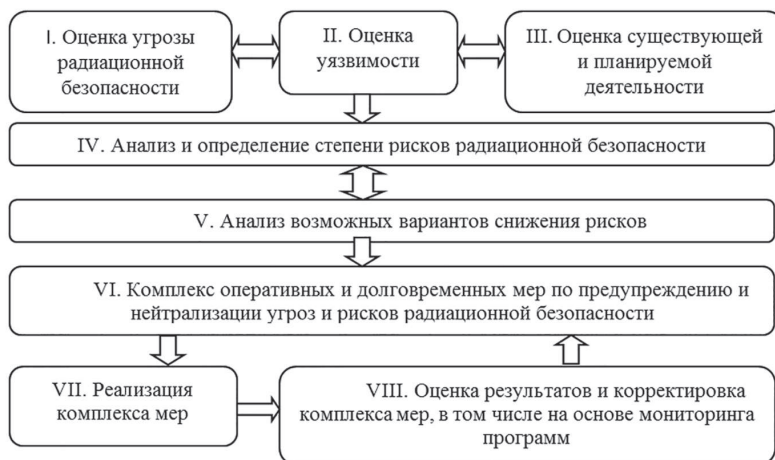 I. Оценка угрозы
радиационной
безопасности
II. Оценка
уязвимости
III. Оценка существующей
и планируемой
деятельности
IV. Анализ и определение степени рисков радиационной безопасности
V. Анализ возможных вариантов снижения рисков
VI. Комплекс оперативных и долговременных мер по предупреждению и
нейтрализации угроз и рисков радиационной безопасности
VII. Реализация
комплекса мер
VIII. Оценка результатов и корректировка
комплекса мер, в том числе на основе мониторинга
программ